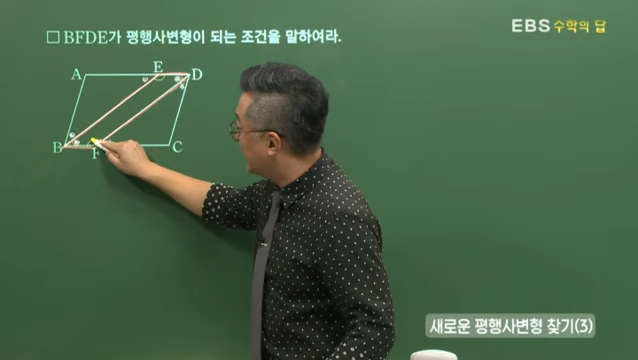 EBS 수학의 답
□ BFDE가 평행사변형이 되는 조건을 말하여라.
E
A D
B F C
새로운 평행사변형 찾기(3)